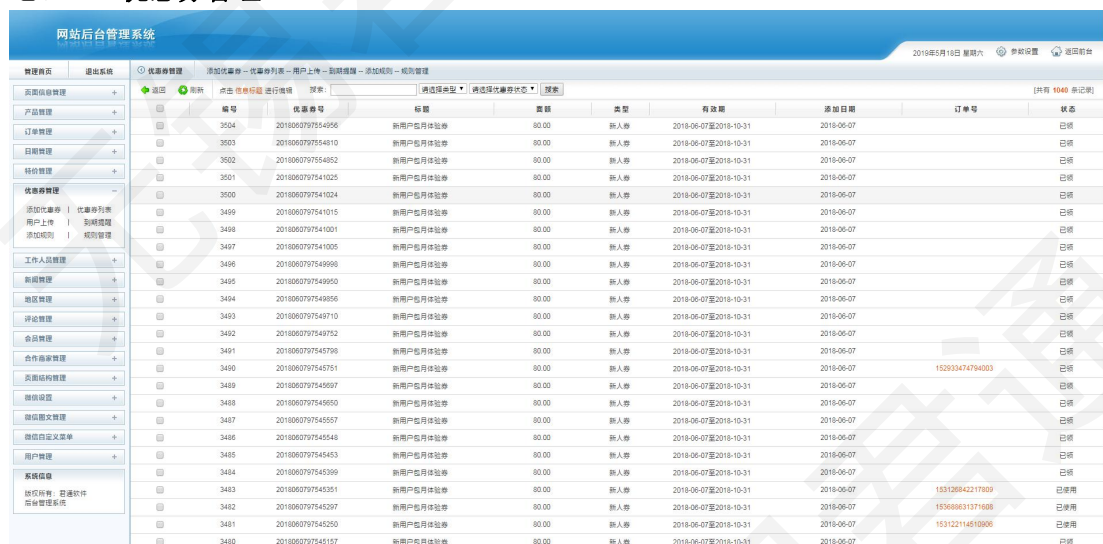 网站后台管理系统
2019年5月18日 星期六 参数设置 返回前台
管理首页 退出系统
优惠券管理 添加优惠券 -- 优惠券列表 -- 用户上传 -- 到期提醒 -- 添加规则 -- 规则管理
返回 刷新 点击 信息标题 进行编辑 搜索: 请选择类型 请选择优惠券状态 搜索 [共有 1040 条记录]
页面信息管理 +
产品管理 +
订单管理 +
日期管理 +
特价管理 +
优惠券管理 −
添加优惠券 | 优惠券列表
用户上传 | 到期提醒
添加规则 | 规则管理
工作人员管理 +
新闻管理 +
地区管理 +
评论管理 +
会员管理 +
合作商家管理 +
页面结构管理 +
微信设置 +
微信图文管理 +
微信自定义菜单 +
用户管理 +
系统信息
版权所有: 君通软件
后台管理系统
编号 优惠券号 标题 面额 类型 有效期 添加日期 订单号 状态
3504 2018060797554956 新用户包月体验券 80.00 新人券 2018-06-07至2018-10-31 2018-06-07 已领
3503 2018060797554810 新用户包月体验券 80.00 新人券 2018-06-07至2018-10-31 2018-06-07 已领
3502 2018060797554852 新用户包月体验券 80.00 新人券 2018-06-07至2018-10-31 2018-06-07 已领
3501 2018060797541025 新用户包月体验券 80.00 新人券 2018-06-07至2018-10-31 2018-06-07 已领
3500 2018060797541024 新用户包月体验券 80.00 新人券 2018-06-07至2018-10-31 2018-06-07 已领
3499 2018060797541015 新用户包月体验券 80.00 新人券 2018-06-07至2018-10-31 2018-06-07 已领
3498 2018060797541001 新用户包月体验券 80.00 新人券 2018-06-07至2018-10-31 2018-06-07 已领
3497 2018060797541005 新用户包月体验券 80.00 新人券 2018-06-07至2018-10-31 2018-06-07 已领
3496 2018060797549998 新用户包月体验券 80.00 新人券 2018-06-07至2018-10-31 2018-06-07 已领
3495 2018060797549950 新用户包月体验券 80.00 新人券 2018-06-07至2018-10-31 2018-06-07 已领
3494 2018060797549856 新用户包月体验券 80.00 新人券 2018-06-07至2018-10-31 2018-06-07 已领
3493 2018060797549710 新用户包月体验券 80.00 新人券 2018-06-07至2018-10-31 2018-06-07 已领
3492 2018060797549752 新用户包月体验券 80.00 新人券 2018-06-07至2018-10-31 2018-06-07 已领
3491 2018060797545798 新用户包月体验券 80.00 新人券 2018-06-07至2018-10-31 2018-06-07 已领
3490 2018060797545751 新用户包月体验券 80.00 新人券 2018-06-07至2018-10-31 2018-06-07 152933474794003 已领
3489 2018060797545697 新用户包月体验券 80.00 新人券 2018-06-07至2018-10-31 2018-06-07 已领
3488 2018060797545650 新用户包月体验券 80.00 新人券 2018-06-07至2018-10-31 2018-06-07 已领
3487 2018060797545557 新用户包月体验券 80.00 新人券 2018-06-07至2018-10-31 2018-06-07 已领
3486 2018060797545548 新用户包月体验券 80.00 新人券 2018-06-07至2018-10-31 2018-06-07 已领
3485 2018060797545453 新用户包月体验券 80.00 新人券 2018-06-07至2018-10-31 2018-06-07 已领
3484 2018060797545399 新用户包月体验券 80.00 新人券 2018-06-07至2018-10-31 2018-06-07 已领
3483 2018060797545351 新用户包月体验券 80.00 新人券 2018-06-07至2018-10-31 2018-06-07 153126842217809 已使用
3482 2018060797545297 新用户包月体验券 80.00 新人券 2018-06-07至2018-10-31 2018-06-07 153688631371608 已使用
3481 2018060797545250 新用户包月体验券 80.00 新人券 2018-06-07至2018-10-31 2018-06-07 153122114510906 已使用
3480 2018060797545157 新用户包月体验券 80.00 新人券 2018-06-07至2018-10-31 2018-06-07 已领